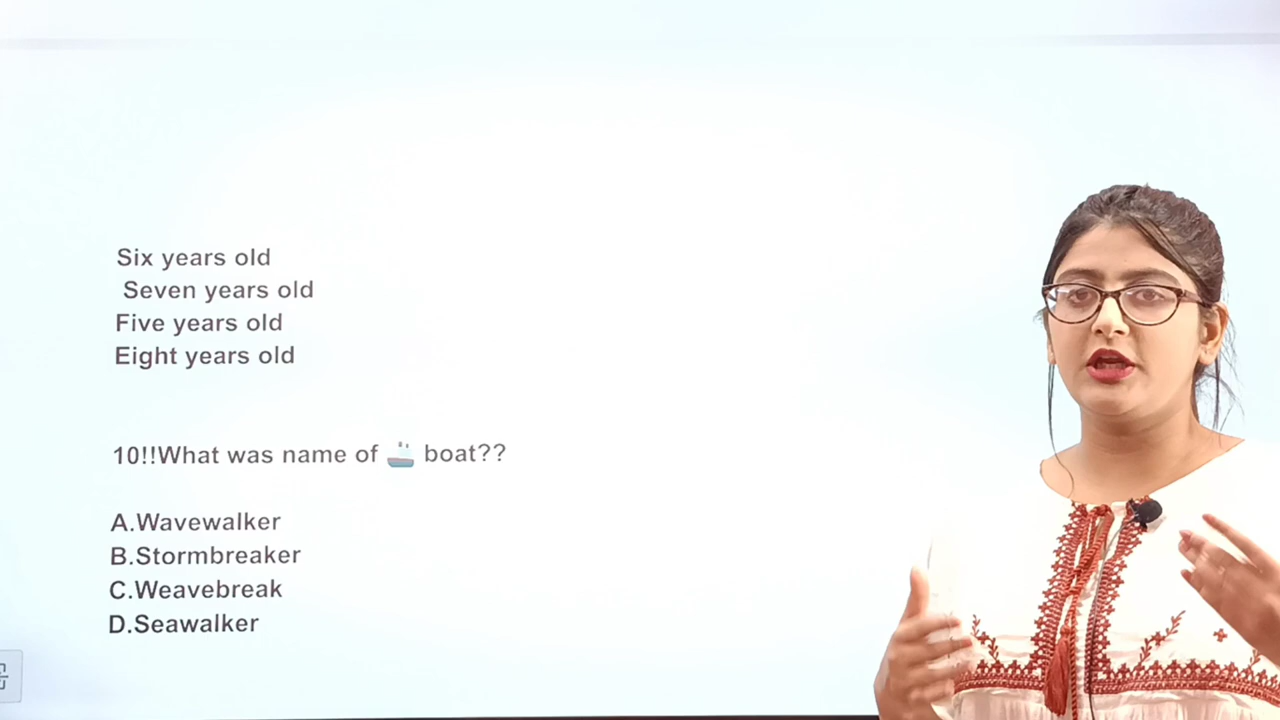 Six years old
Seven years old
Five years old
Eight years old
10!!What was name of 🚢 boat??
A.Wavewalker
B.Stormbreaker
C.Weavebreak
D.Seawalker